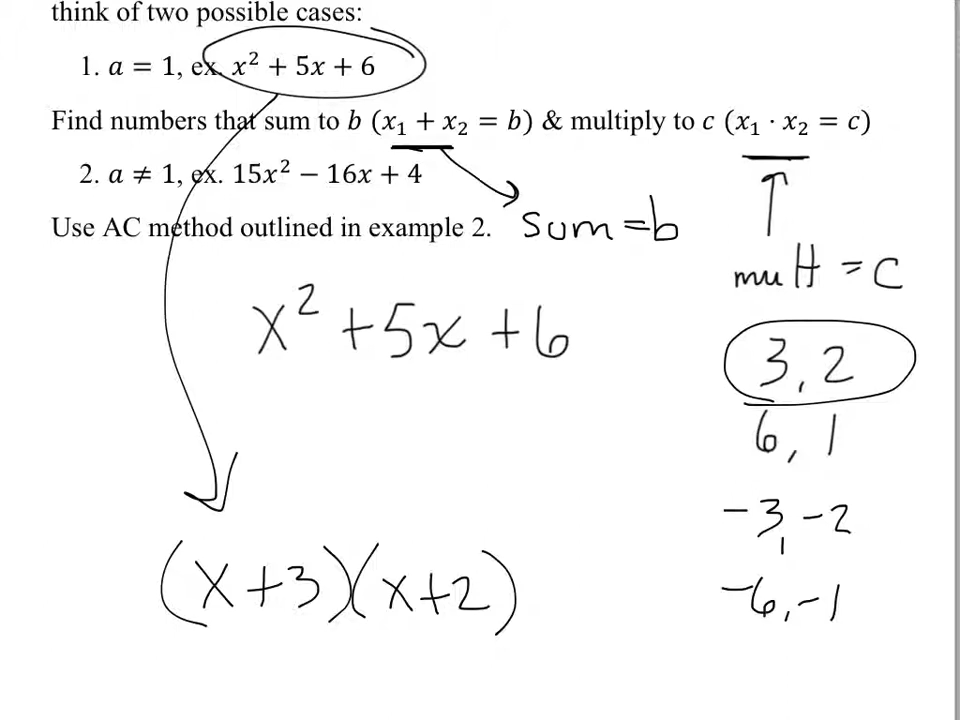 think of two possible cases:
1. a = 1, ex. x² + 5x + 6
Find numbers that sum to b (x₁ + x₂ = b) & multiply to c (x₁ · x₂ = c)
2. a ≠ 1, ex. 15x² − 16x + 4
Use AC method outlined in example 2.
sum = b
mult = c
x² + 5x + 6
3, 2
6, 1
-3, -2
-6, -1
(x+3)(x+2)